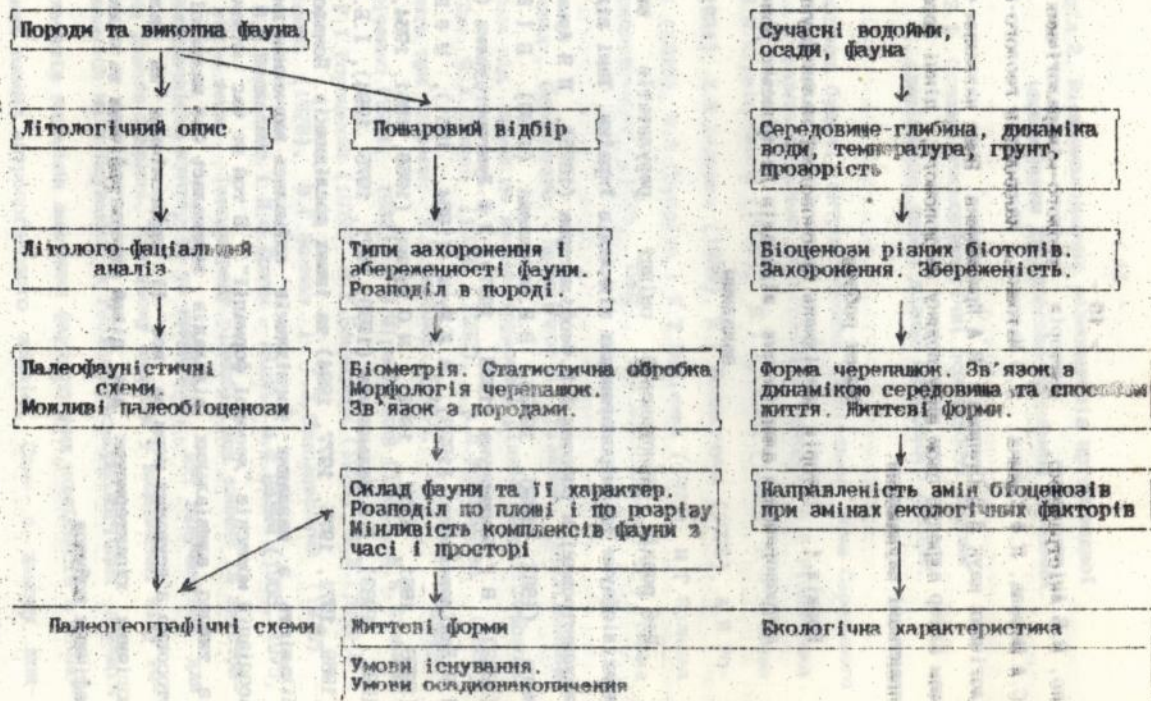 Породи та викопна фауна
Сучасні водойми,
осади, фауна
Літологічний опис
Пошаровий відбір
Середовище-глибина, динаміка
води, температура, грунт,
прозорість
Літолого-фаціальний
аналіз
Типи захоронення і
збереженності фауни.
Розподіл в породі.
Біоценози різних біотопів.
Захоронення. Збереженість.
Палеофауністичні
схеми.
Можливі палеобіоценози
Біометрія. Статистична обробка
Морфологія черепашок.
Зв'язок з породами.
Форма черепашок. Зв'язок з
динамікою середовища та способом
життя. Життєві форми.
Склад фауни та її характер.
Розподіл по площі і по розрізу
Мінливість комплексів фауни з
часі і просторі
Направленість змін біоценозів
при змінах екологічних факторів
Палеогеографічні схеми
Життєві форми
Екологічна характеристика
Умови існування.
Умови осадконакопичення